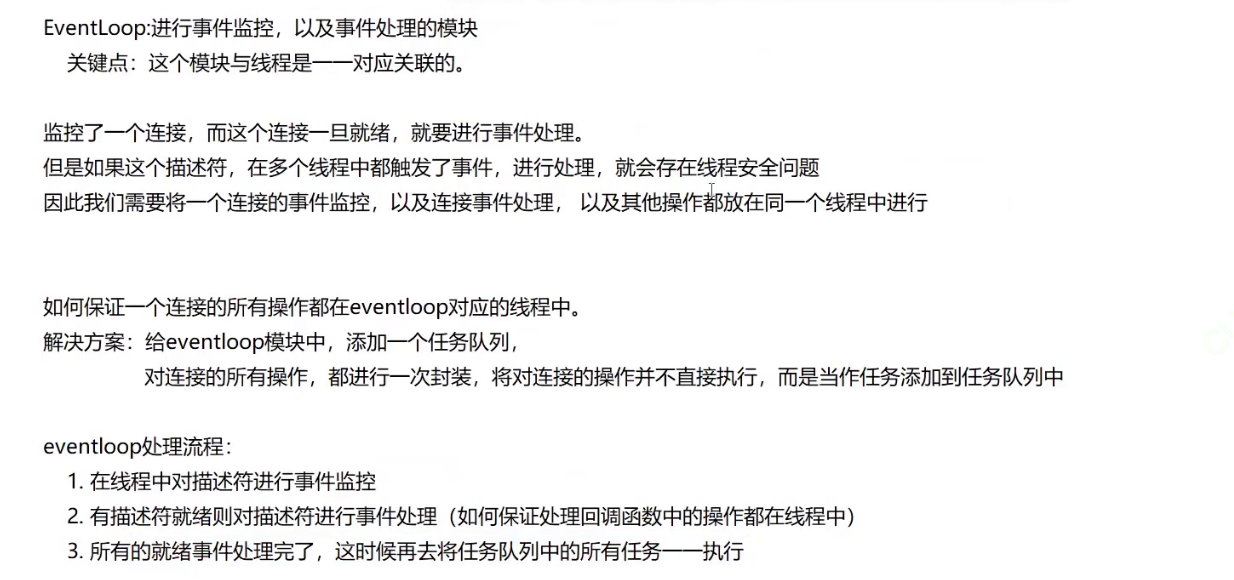 EventLoop:进行事件监控，以及事件处理的模块
关键点：这个模块与线程是一一对应关联的。
监控了一个连接，而这个连接一旦就绪，就要进行事件处理。
但是如果这个描述符，在多个线程中都触发了事件，进行处理，就会存在线程安全问题
因此我们需要将一个连接的事件监控，以及连接事件处理， 以及其他操作都放在同一个线程中进行
如何保证一个连接的所有操作都在eventloop对应的线程中。
解决方案：给eventloop模块中，添加一个任务队列，
对连接的所有操作，都进行一次封装，将对连接的操作并不直接执行，而是当作任务添加到任务队列中
eventloop处理流程：
1. 在线程中对描述符进行事件监控
2. 有描述符就绪则对描述符进行事件处理（如何保证处理回调函数中的操作都在线程中）
3. 所有的就绪事件处理完了，这时候再去将任务队列中的所有任务一一执行